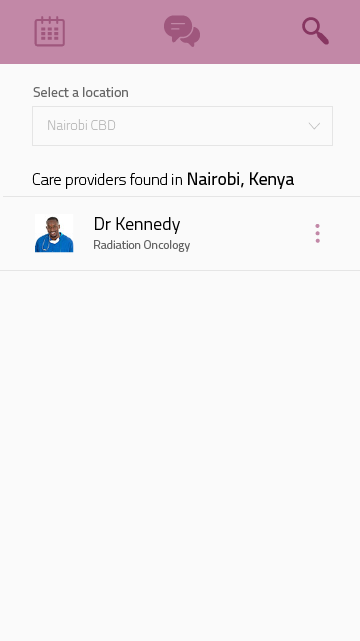 Select a location
Nairobi CBD
Care providers found in Nairobi, Kenya
Dr Kennedy
Radiation Oncology